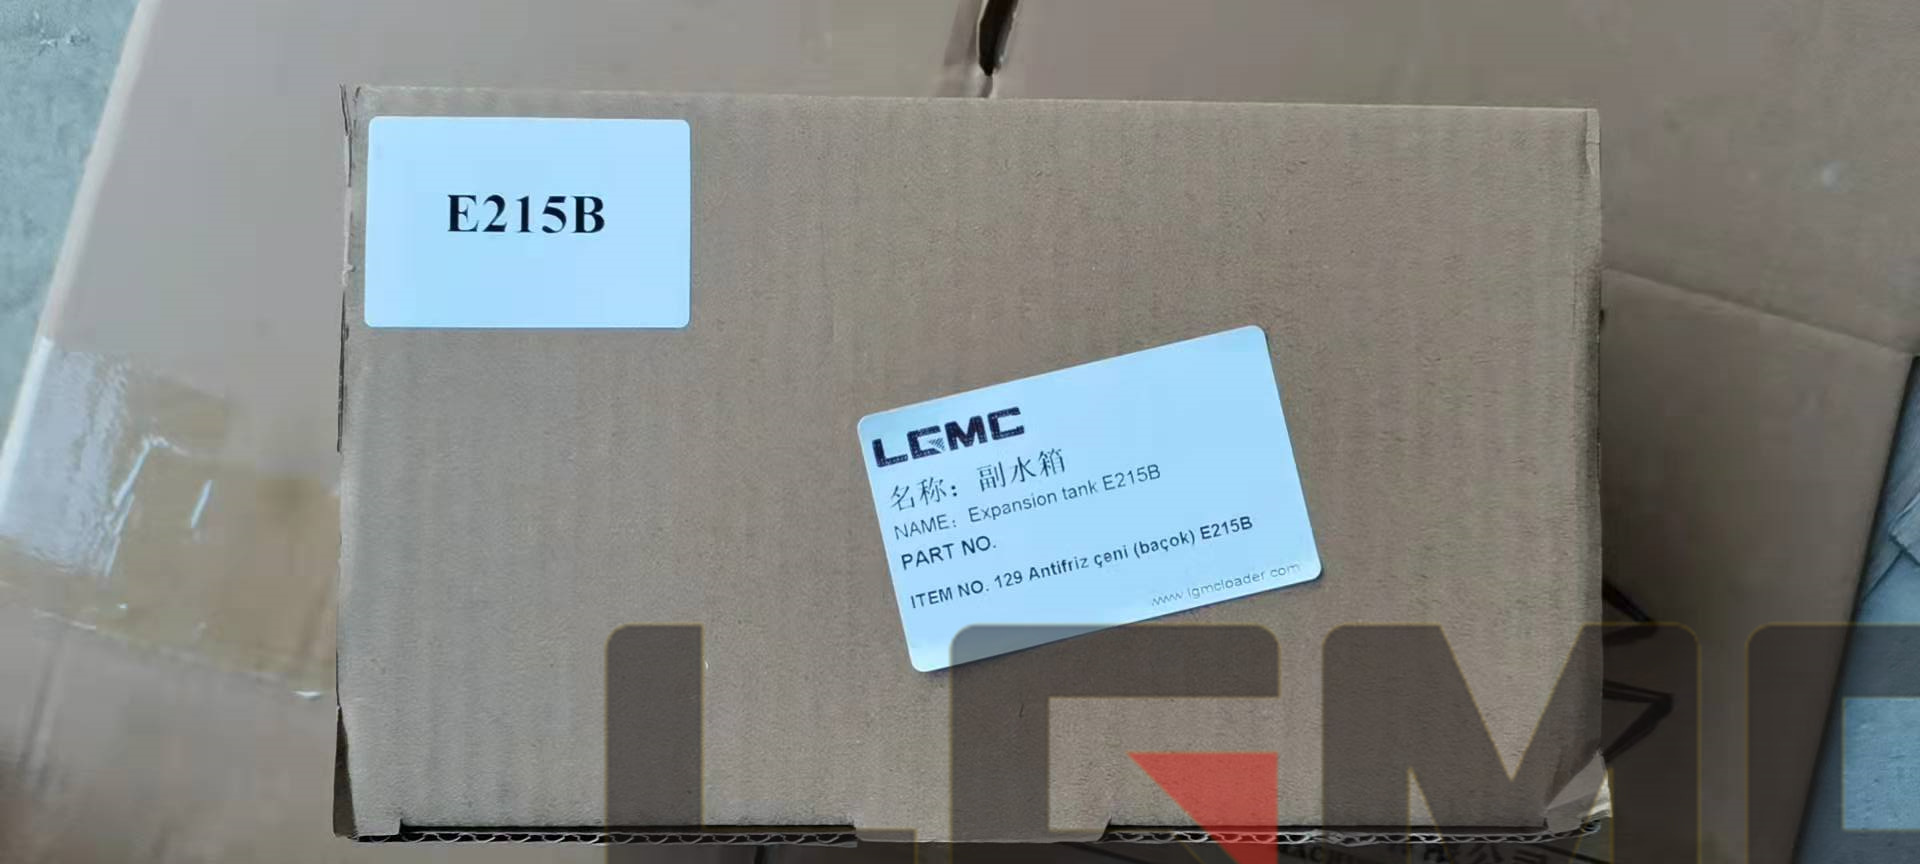 E215B
LGMC
名称：副水箱
NAME: Expansion tank E215B
PART NO.
ITEM NO. 129 Antifriz çeni (baçok) E215B
www.lgmcloader.com
LGMC